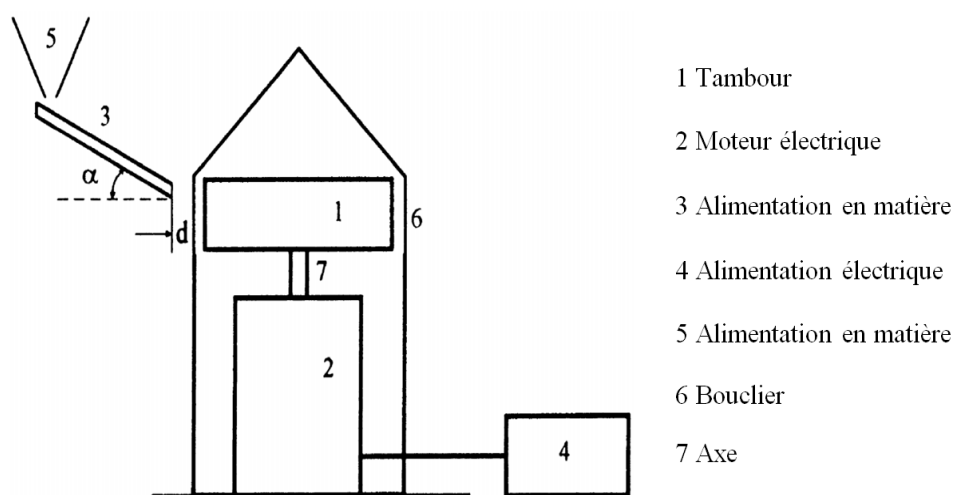 5
3
α
d
1
6
7
2
4
1 Tambour
2 Moteur électrique
3 Alimentation en matière
4 Alimentation électrique
5 Alimentation en matière
6 Bouclier
7 Axe